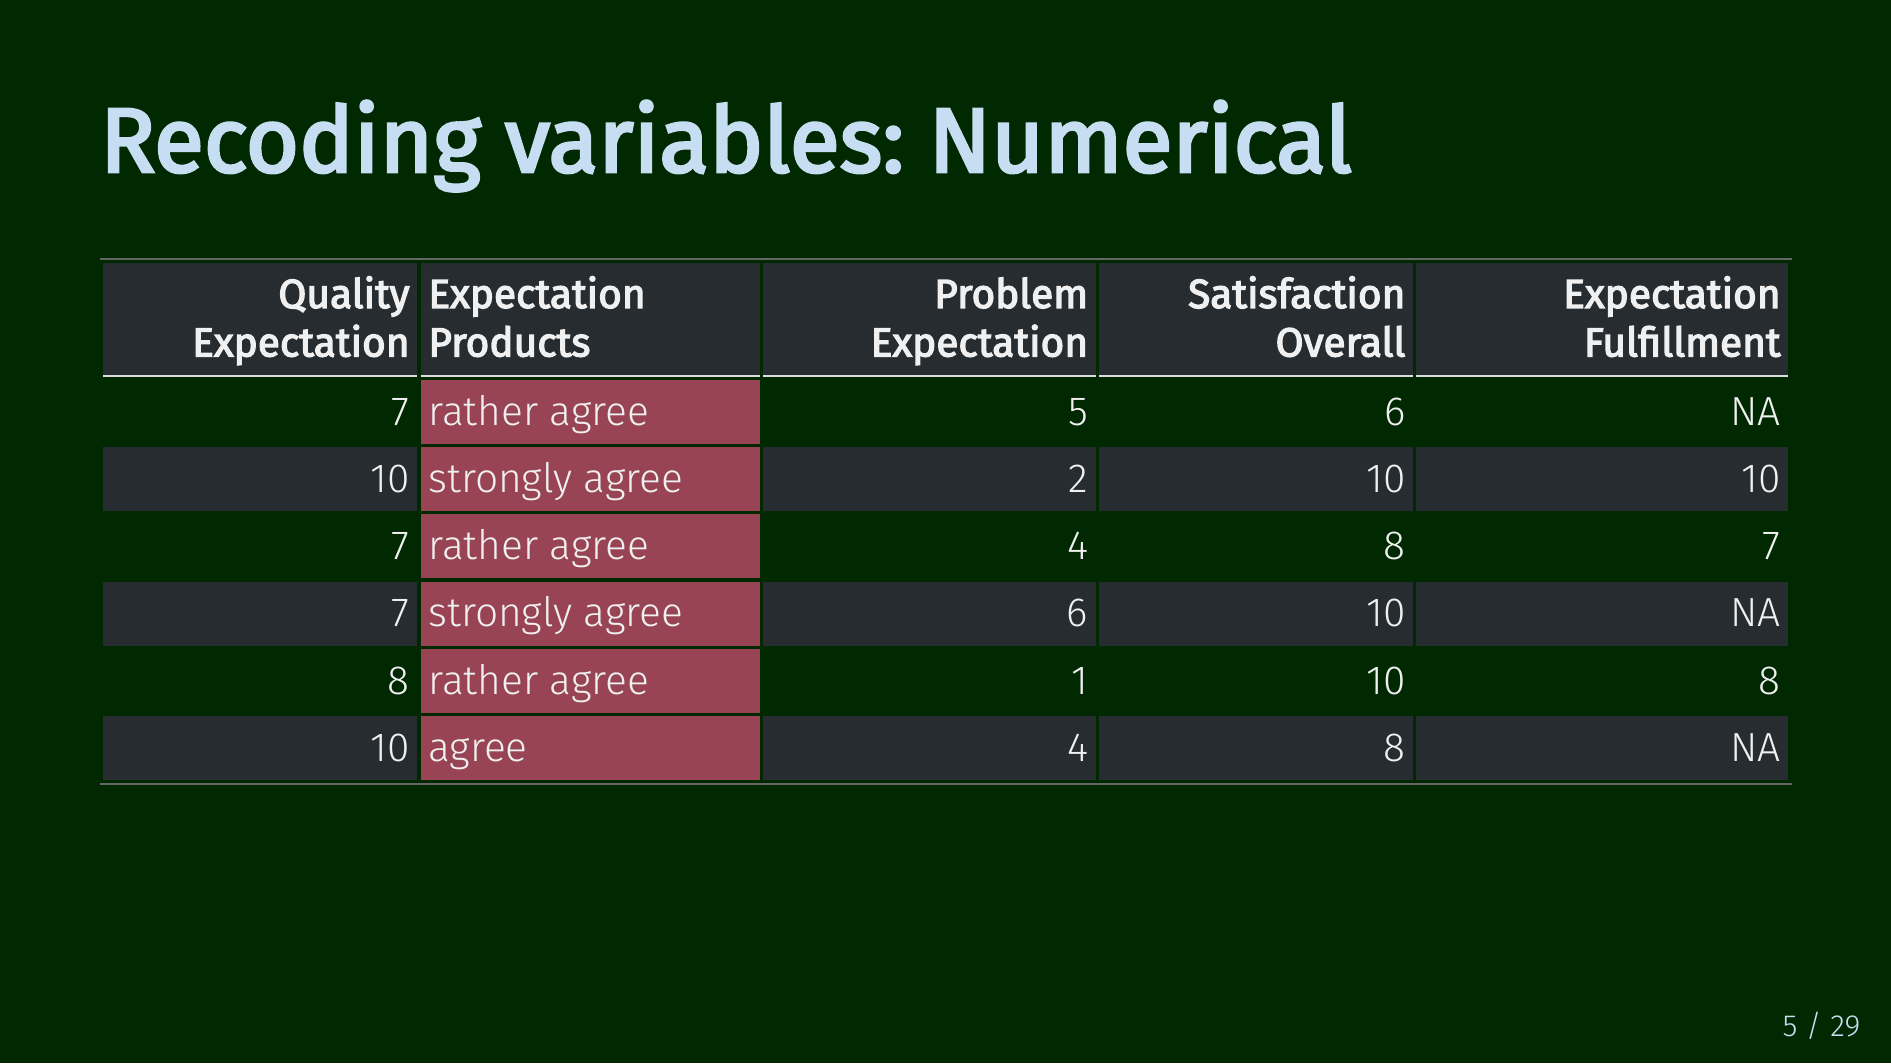 Recoding variables: Numerical
Quality Expectation Expectation Products Problem Expectation Satisfaction Overall Expectation Fulfillment
7 rather agree 5 6 NA
10 strongly agree 2 10 10
7 rather agree 4 8 7
7 strongly agree 6 10 NA
8 rather agree 1 10 8
10 agree 4 8 NA
5 / 29